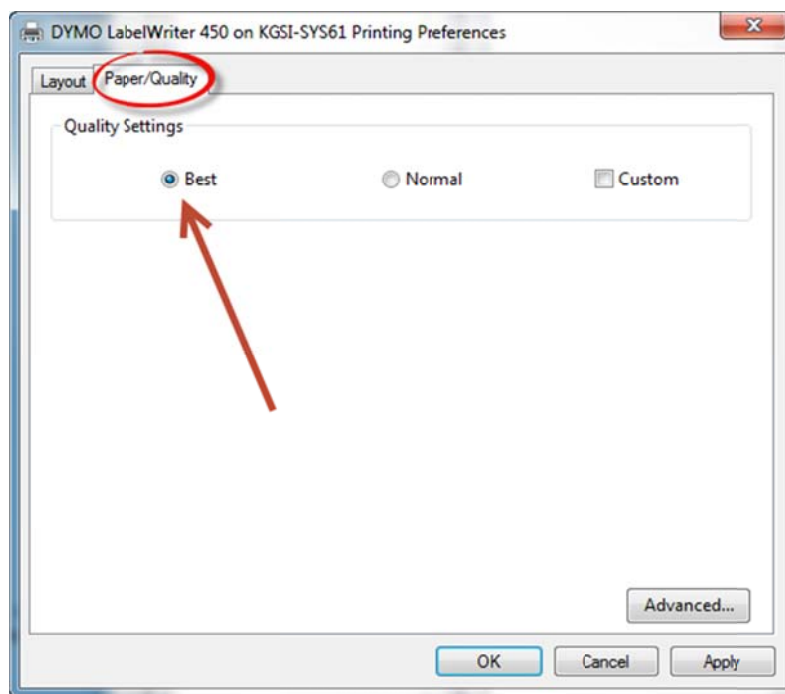 DYMO LabelWriter 450 on KGSI-SYS61 Printing Preferences
Layout Paper/Quality
Quality Settings
Best Normal Custom
Advanced...
OK Cancel Apply